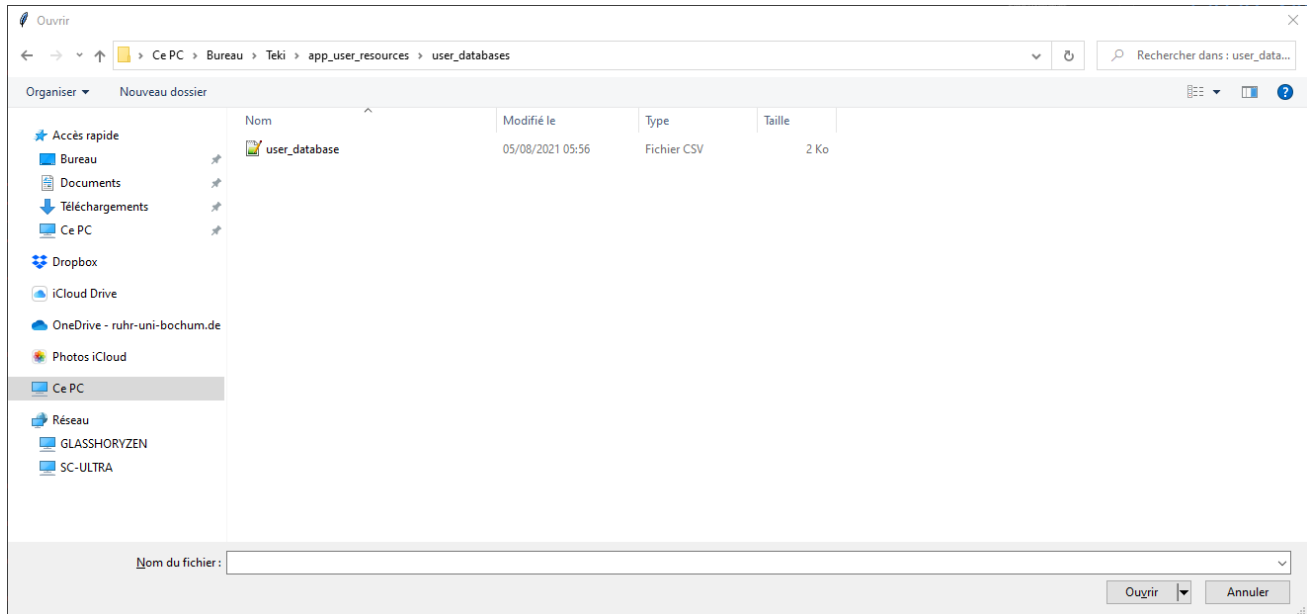 Ouvrir
Ce PC > Bureau > Teki > app_user_resources > user_databases
Rechercher dans : user_data...
Organiser
Nouveau dossier
Accès rapide
Bureau
Documents
Téléchargements
Ce PC
Dropbox
iCloud Drive
OneDrive - ruhr-uni-bochum.de
Photos iCloud
Ce PC
Réseau
GLASSHORYZEN
SC-ULTRA
Nom Modifié le Type Taille
user_database 05/08/2021 05:56 Fichier CSV 2 Ko
Nom du fichier :
Ouvrir Annuler